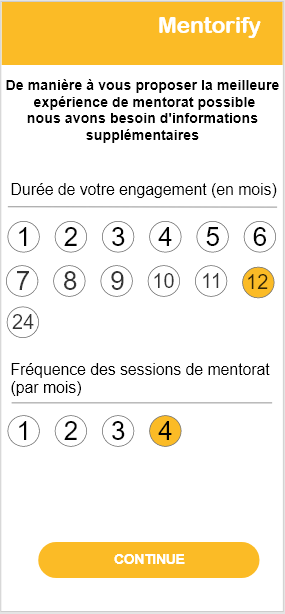 Mentorify
De manière à vous proposer la meilleure
expérience de mentorat possible
nous avons besoin d'informations
supplémentaires
Durée de votre engagement (en mois)
1 2 3 4 5 6
7 8 9 10 11 12
24
Fréquence des sessions de mentorat
(par mois)
1 2 3 4
CONTINUE